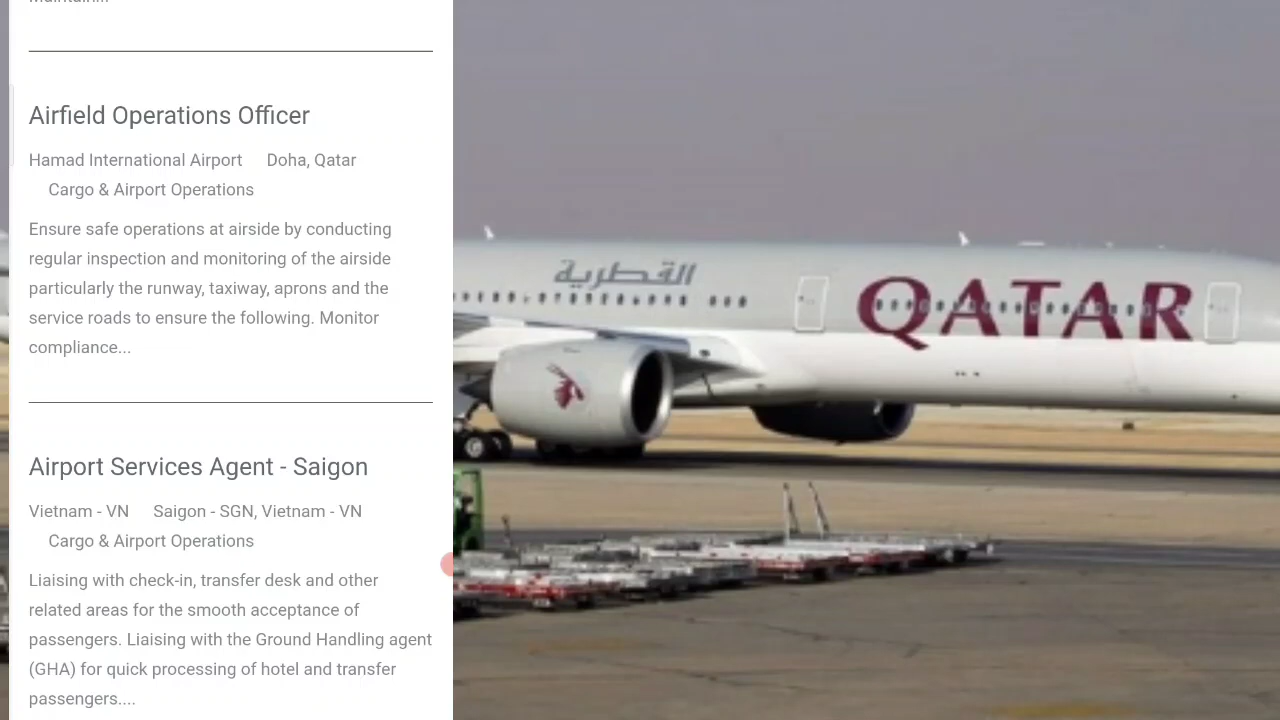 Airfield Operations Officer
Hamad International Airport Doha, Qatar
Cargo & Airport Operations
Ensure safe operations at airside by conducting
regular inspection and monitoring of the airside
particularly the runway, taxiway, aprons and the
service roads to ensure the following. Monitor
compliance...
Airport Services Agent - Saigon
Vietnam - VN Saigon - SGN, Vietnam - VN
Cargo & Airport Operations
Liaising with check-in, transfer desk and other
related areas for the smooth acceptance of
passengers. Liaising with the Ground Handling agent
(GHA) for quick processing of hotel and transfer
passengers....
القطرية
QATAR